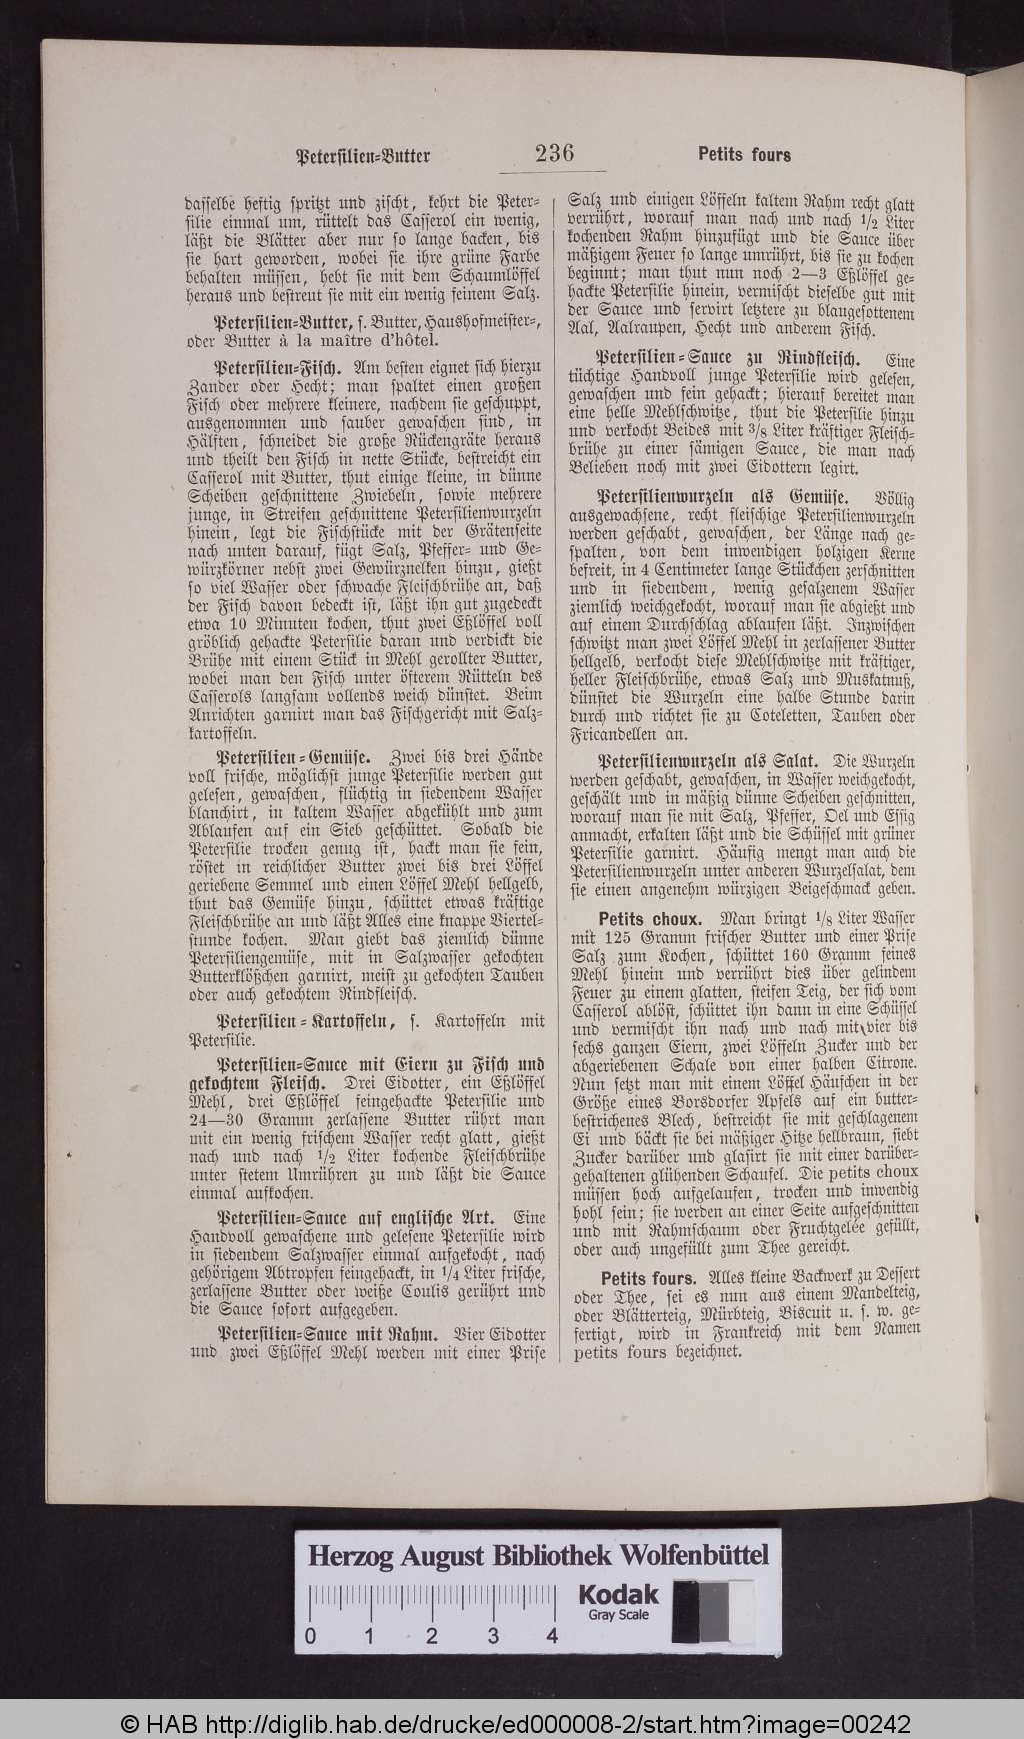 Petersilien-Butter 236 Petits fours
dasselbe heftig spritzt und zischt, kehrt die Peter-
silie einmal um, rüttelt das Casserol ein wenig,
läßt die Blätter aber nur so lange backen, bis
sie hart geworden, wobei sie ihre grüne Farbe
behalten müssen, hebt sie mit dem Schaumlöffel
heraus und bestreut sie mit ein wenig feinem Salz.
Petersilien-Butter, s. Butter, Haushofmeister-,
oder Butter à la maître d'hôtel.
Petersilien-Fisch. Am besten eignet sich hierzu
Zander oder Hecht; man spaltet einen großen
Fisch oder mehrere kleinere, nachdem sie geschuppt,
ausgenommen und sauber gewaschen sind, in
Hälften, schneidet die große Rückengräte heraus
und theilt den Fisch in nette Stücke, bestreicht ein
Casserol mit Butter, thut einige kleine, in dünne
Scheiben geschnittene Zwiebeln, sowie mehrere
junge, in Streifen geschnittene Petersilienwurzeln
hinein, legt die Fischstücke mit der Grätenseite
nach unten darauf, fügt Salz, Pfeffer- und Ge-
würzkörner nebst zwei Gewürznelken hinzu, gießt
so viel Wasser oder schwache Fleischbrühe an, daß
der Fisch davon bedeckt ist, läßt ihn gut zugedeckt
etwa 10 Minuten kochen, thut zwei Eßlöffel voll
gröblich gehackte Petersilie daran und verdickt die
Brühe mit einem Stück in Mehl gerollter Butter,
wobei man den Fisch unter öfterem Rütteln des
Casserols langsam vollends weich dünstet. Beim
Anrichten garnirt man das Fischgericht mit Salz-
kartoffeln.
Petersilien-Gemüse. Zwei bis drei Hände
voll frische, möglichst junge Petersilie werden gut
gelesen, gewaschen, flüchtig in siedendem Wasser
blanchirt, in kaltem Wasser abgekühlt und zum
Ablaufen auf ein Sieb geschüttet. Sobald die
Petersilie trocken genug ist, hackt man sie fein,
röstet in reichlicher Butter zwei bis drei Löffel
geriebene Semmel und einen Löffel Mehl hellgelb,
thut das Gemüse hinzu, schüttet etwas kräftige
Fleischbrühe an und läßt Alles eine knappe Viertel-
stunde kochen. Man giebt das ziemlich dünne
Petersiliengemüse, mit in Salzwasser gekochten
Butterklößchen garnirt, meist zu gekochten Tauben
oder auch gekochtem Rindfleisch.
Petersilien-Kartoffeln, s. Kartoffeln mit
Petersilie.
Petersilien-Sauce mit Eiern zu Fisch und
gekochtem Fleisch. Drei Eidotter, ein Eßlöffel
Mehl, drei Eßlöffel feingehackte Petersilie und
24—30 Gramm zerlassene Butter rührt man
mit ein wenig frischem Wasser recht glatt, gießt
nach und nach 1/2 Liter kochende Fleischbrühe
unter stetem Umrühren zu und läßt die Sauce
einmal aufkochen.
Petersilien-Sauce auf englische Art. Eine
Handvoll gewaschene und gelesene Petersilie wird
in siedendem Salzwasser einmal aufgekocht, nach
gehörigem Abtropfen feingehackt, in 1/4 Liter frische,
zerlassene Butter oder weiße Coulis gerührt und
die Sauce sofort aufgegeben.
Petersilien-Sauce mit Rahm. Vier Eidotter
und zwei Eßlöffel Mehl werden mit einer Prise
Salz und einigen Löffeln kaltem Rahm recht glatt
verrührt, worauf man nach und nach 1/2 Liter
kochenden Rahm hinzufügt und die Sauce über
mäßigem Feuer so lange umrührt, bis sie zu kochen
beginnt; man thut nun noch 2—3 Eßlöffel ge-
hackte Petersilie hinein, vermischt dieselbe gut mit
der Sauce und servirt letztere zu blaugesottenem
Aal, Aalraupen, Hecht und anderem Fisch.
Petersilien-Sauce zu Rindfleisch. Eine
tüchtige Handvoll junge Petersilie wird gelesen,
gewaschen und fein gehackt; hierauf bereitet man
eine helle Mehlschwitze, thut die Petersilie hinzu
und verkocht Beides mit 3/8 Liter kräftiger Fleisch-
brühe zu einer sämigen Sauce, die man nach
Belieben noch mit zwei Eidottern legirt.
Petersilienwurzeln als Gemüse. Völlig
ausgewachsene, recht fleischige Petersilienwurzeln
werden geschabt, gewaschen, der Länge nach ge-
spalten, von dem inwendigen holzigen Kerne
befreit, in 4 Centimeter lange Stückchen zerschnitten
und in siedendem, wenig gesalzenem Wasser
ziemlich weichgekocht, worauf man sie abgießt und
auf einem Durchschlag ablaufen läßt. Inzwischen
schwitzt man zwei Löffel Mehl in zerlassener Butter
hellgelb, verkocht diese Mehlschwitze mit kräftiger,
heller Fleischbrühe, etwas Salz und Muskatnuß,
dünstet die Wurzeln eine halbe Stunde darin
durch und richtet sie zu Coteletten, Tauben oder
Fricandellen an.
Petersilienwurzeln als Salat. Die Wurzeln
werden geschabt, gewaschen, in Wasser weichgekocht,
geschält und in mäßig dünne Scheiben geschnitten,
worauf man sie mit Salz, Pfeffer, Oel und Essig
anmacht, erkalten läßt und die Schüssel mit grüner
Petersilie garnirt. Häufig mengt man auch die
Petersilienwurzeln unter anderen Wurzelsalat, dem
sie einen angenehm würzigen Beigeschmack geben.
Petits choux. Man bringt 1/8 Liter Wasser
mit 125 Gramm frischer Butter und einer Prise
Salz zum Kochen, schüttet 160 Gramm feines
Mehl hinein und verrührt dies über gelindem
Feuer zu einem glatten, steifen Teig, der sich vom
Casserol ablöst, schüttet ihn dann in eine Schüssel
und vermischt ihn nach und nach mit vier bis
sechs ganzen Eiern, zwei Löffeln Zucker und der
abgeriebenen Schale von einer halben Citrone.
Nun setzt man mit einem Löffel Häufchen in der
Größe eines Borsdorfer Apfels auf ein butter-
bestrichenes Blech, bestreicht sie mit geschlagenem
Ei und bäckt sie bei mäßiger Hitze hellbraun, siebt
Zucker darüber und glasirt sie mit einer darüber-
gehaltenen glühenden Schaufel. Die petits choux
müssen hoch aufgelaufen, trocken und inwendig
hohl sein; sie werden an einer Seite aufgeschnitten
und mit Rahmschaum oder Fruchtgelée gefüllt,
oder auch ungefüllt zum Thee gereicht.
Petits fours. Alles kleine Backwerk zu Dessert
oder Thee, sei es nun aus einem Mandelteig,
oder Blätterteig, Mürbteig, Biscuit u. s. w. ge-
fertigt, wird in Frankreich mit dem Namen
petits fours bezeichnet.
Herzog August Bibliothek Wolfenbüttel
Kodak
Gray Scale
0 1 2 3 4
© HAB http://diglib.hab.de/drucke/ed000008-2/start.htm?image=00242